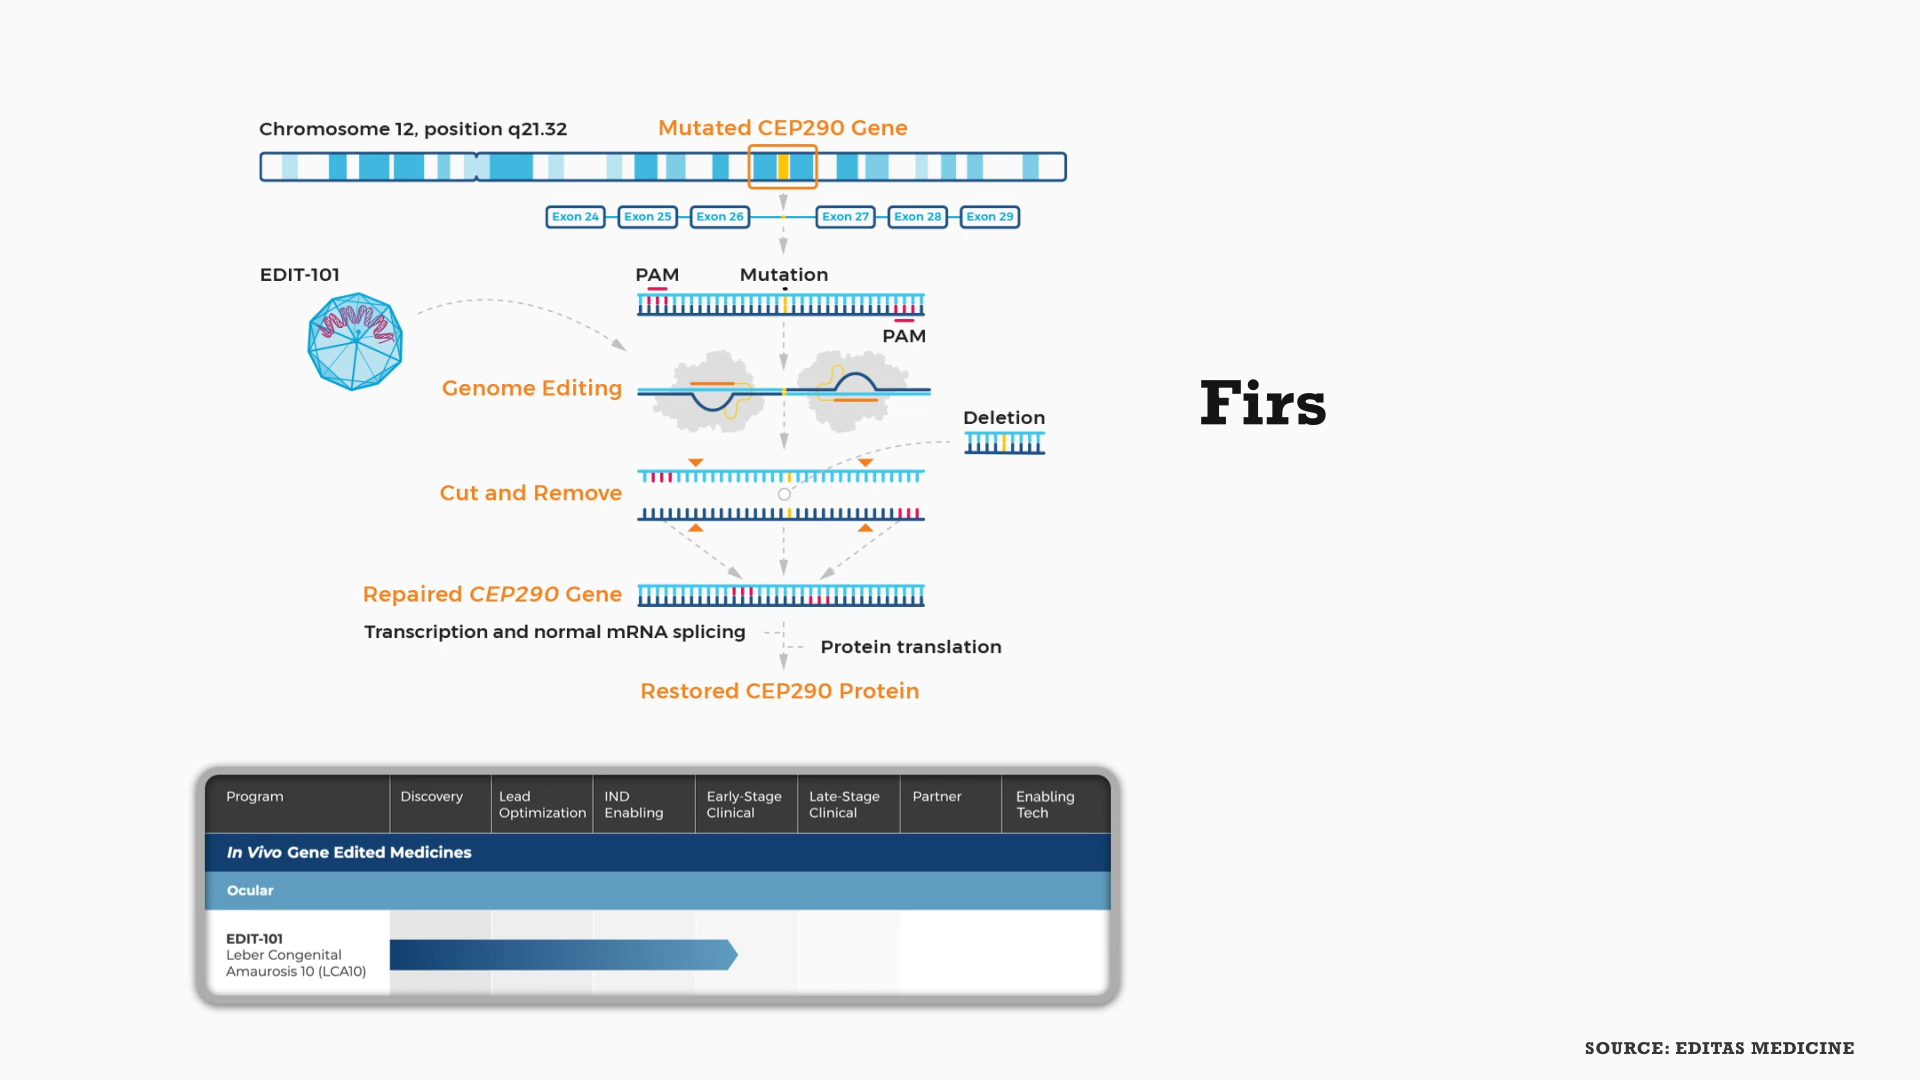 Chromosome 12, position q21.32
Mutated CEP290 Gene
Exon 24 Exon 25 Exon 26 Exon 27 Exon 28 Exon 29
EDIT-101
PAM
Mutation
PAM
Genome Editing
Firs
Deletion
Cut and Remove
Repaired CEP290 Gene
Transcription and normal mRNA splicing
Protein translation
Restored CEP290 Protein
Program
Discovery
Lead
Optimization
IND
Enabling
Early-Stage
Clinical
Late-Stage
Clinical
Partner
Enabling
Tech
In Vivo Gene Edited Medicines
Ocular
EDIT-101
Leber Congenital
Amaurosis 10 (LCA10)
SOURCE: EDITAS MEDICINE